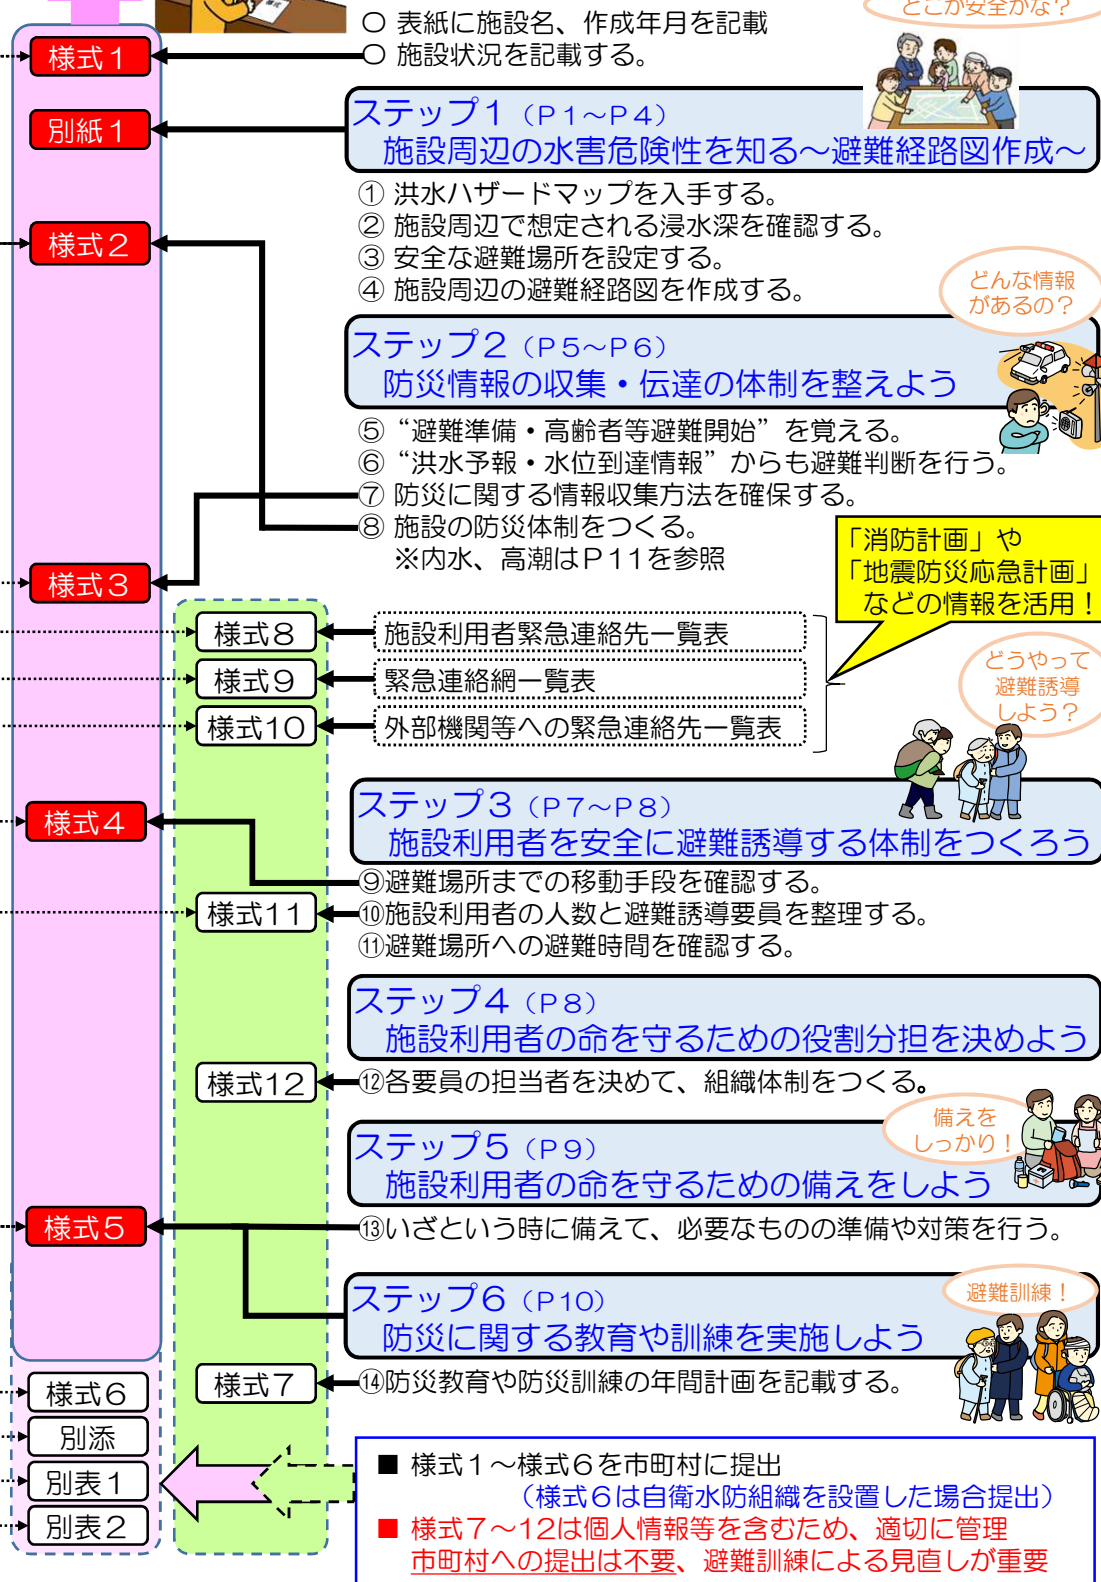 〇 表紙に施設名、作成年月を記載
どこが安全かな？
様式１
〇 施設状況を記載する。
別紙１
ステップ１（Ｐ１～Ｐ４）
施設周辺の水害危険性を知る～避難経路図作成～
① 洪水ハザードマップを入手する。
様式２
② 施設周辺で想定される浸水深を確認する。
③ 安全な避難場所を設定する。
④ 施設周辺の避難経路図を作成する。
どんな情報
があるの？
ステップ２（Ｐ５～Ｐ６）
防災情報の収集・伝達の体制を整えよう
⑤ “避難準備・高齢者等避難開始”を覚える。
⑥ “洪水予報・水位到達情報”からも避難判断を行う。
⑦ 防災に関する情報収集方法を確保する。
⑧ 施設の防災体制をつくる。
※内水、高潮はＰ11を参照
「消防計画」や
「地震防災応急計画」
などの情報を活用！
様式３
様式８
施設利用者緊急連絡先一覧表
様式９
緊急連絡網一覧表
様式10
外部機関等への緊急連絡先一覧表
どうやって
避難誘導
しよう？
様式４
ステップ３（Ｐ７～Ｐ８）
施設利用者を安全に避難誘導する体制をつくろう
⑨避難場所までの移動手段を確認する。
様式11
⑩施設利用者の人数と避難誘導要員を整理する。
⑪避難場所への避難時間を確認する。
ステップ４（Ｐ８）
施設利用者の命を守るための役割分担を決めよう
様式12
⑫各要員の担当者を決めて、組織体制をつくる。
備えを
しっかり！
ステップ５（Ｐ９）
施設利用者の命を守るための備えをしよう
様式５
⑬いざという時に備えて、必要なものの準備や対策を行う。
避難訓練！
ステップ６（Ｐ10）
防災に関する教育や訓練を実施しよう
様式６
様式７
⑭防災教育や防災訓練の年間計画を記載する。
別添
別表１
別表２
■ 様式１～様式６を市町村に提出
（様式６は自衛水防組織を設置した場合提出）
■ 様式７～12は個人情報等を含むため、適切に管理
市町村への提出は不要、避難訓練による見直しが重要